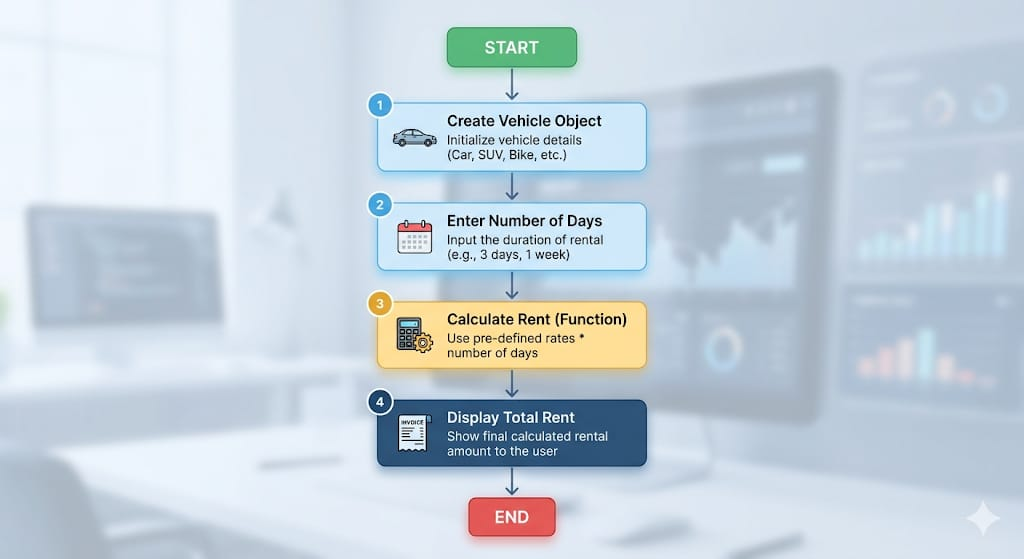 START
1
Create Vehicle Object
Initialize vehicle details
(Car, SUV, Bike, etc.)
2
Enter Number of Days
Input the duration of rental
(e.g., 3 days, 1 week)
3
Calculate Rent (Function)
Use pre-defined rates *
number of days
4
INVOICE
Display Total Rent
Show final calculated rental
amount to the user
END